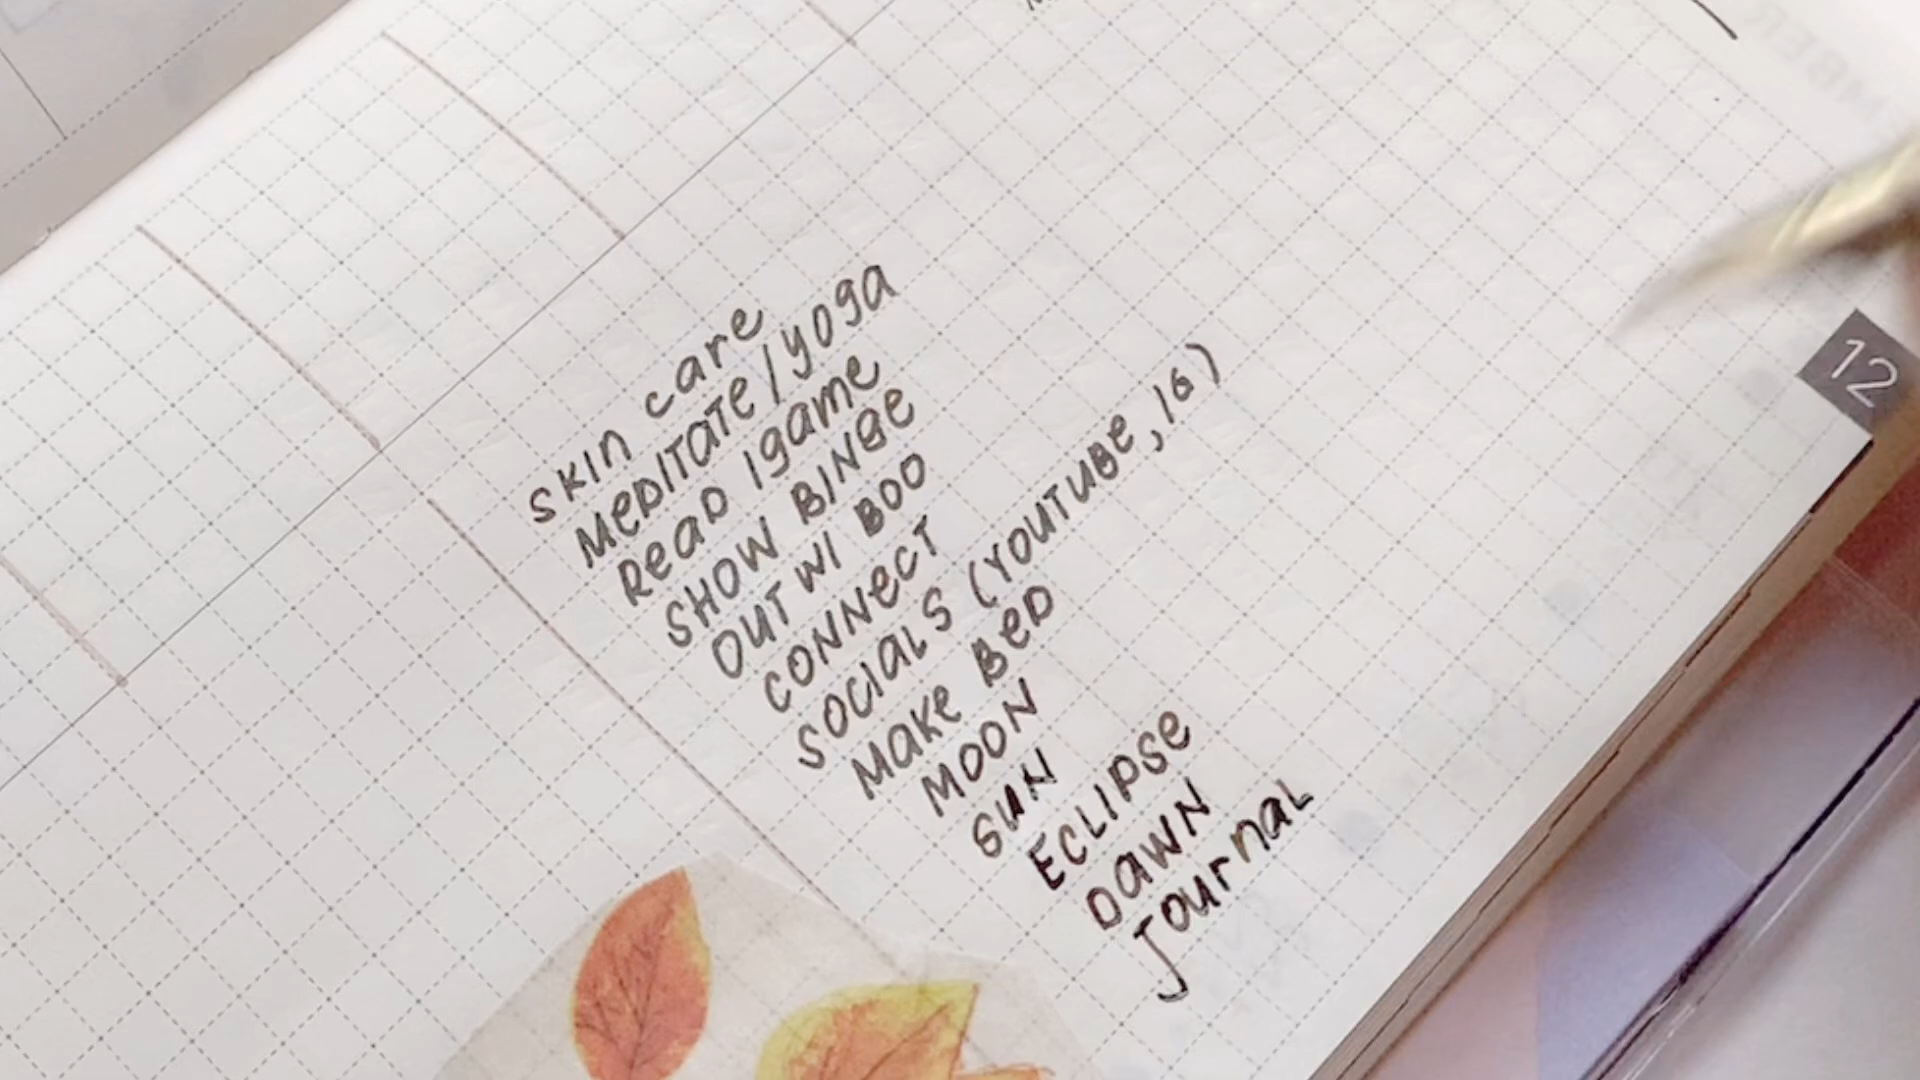 skin care
MeDITaTe/yoga
ReaD/game
SHOW BINGe
OUT W/ BOO
CONNeCT
SOCIaLS (YOUTUBe, IG)
Make BeD
MOON
SUN
ECLIPSe
DaWN
JOurnaL
12